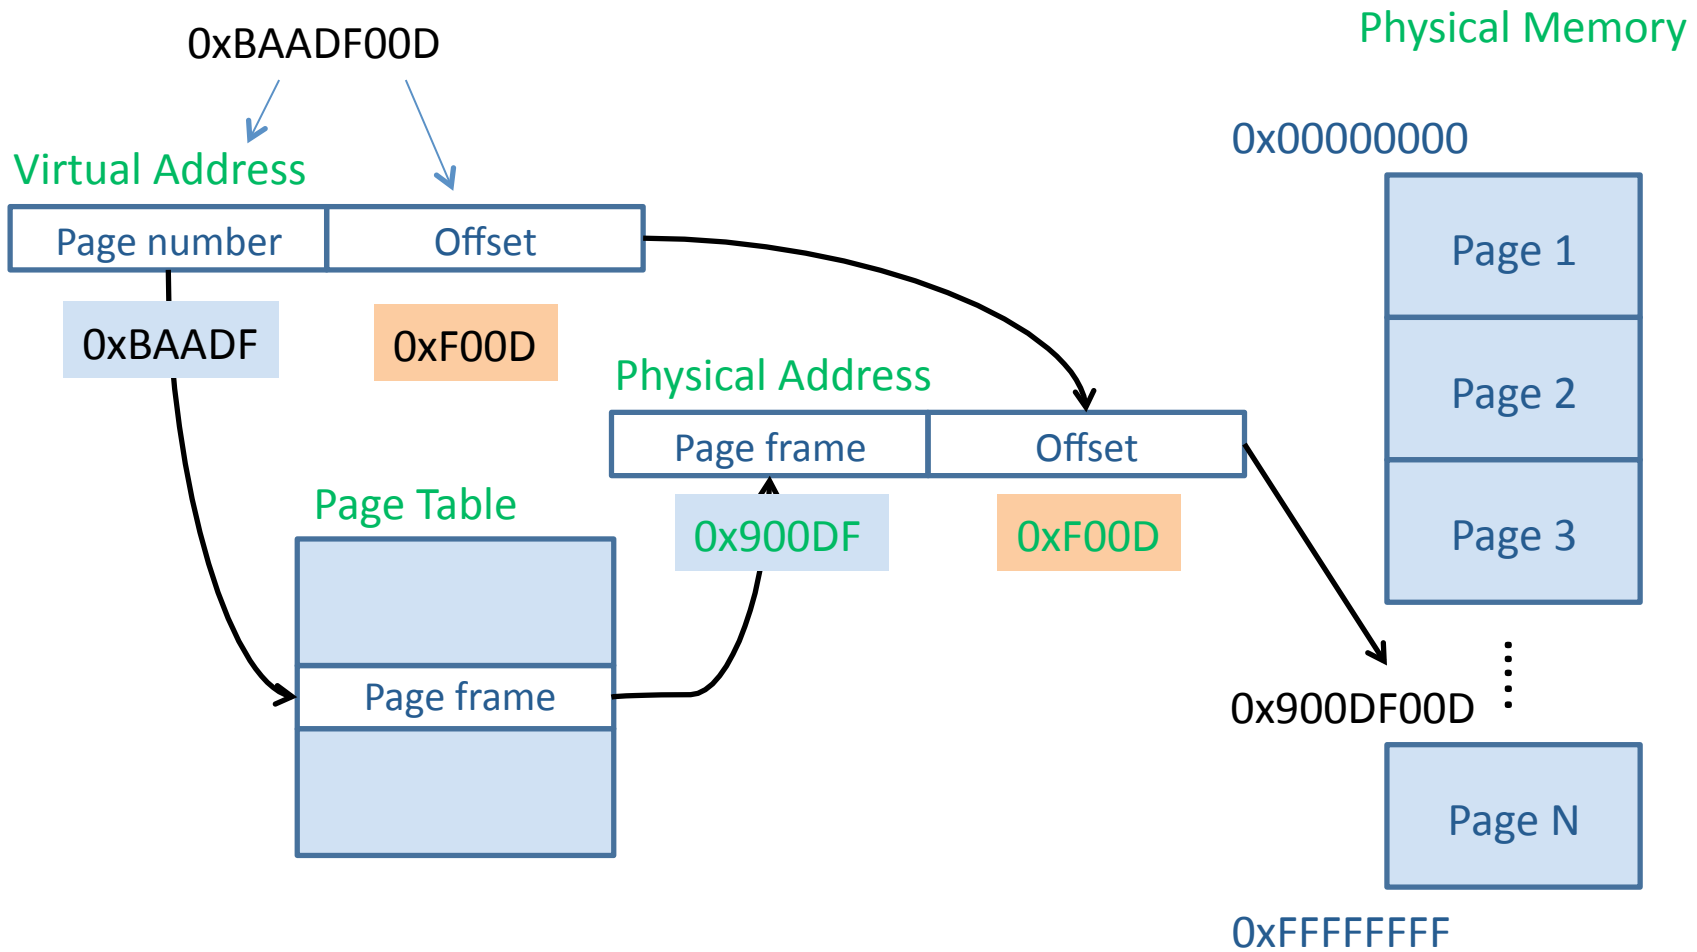 0xBAADF00D
Physical Memory
0x00000000
Virtual Address
Page number
Offset
0xBAADF
0xF00D
Physical Address
Page frame
Offset
0x900DF
0xF00D
Page Table
Page frame
Page 1
Page 2
Page 3
0x900DF00D
Page N
0xFFFFFFFF